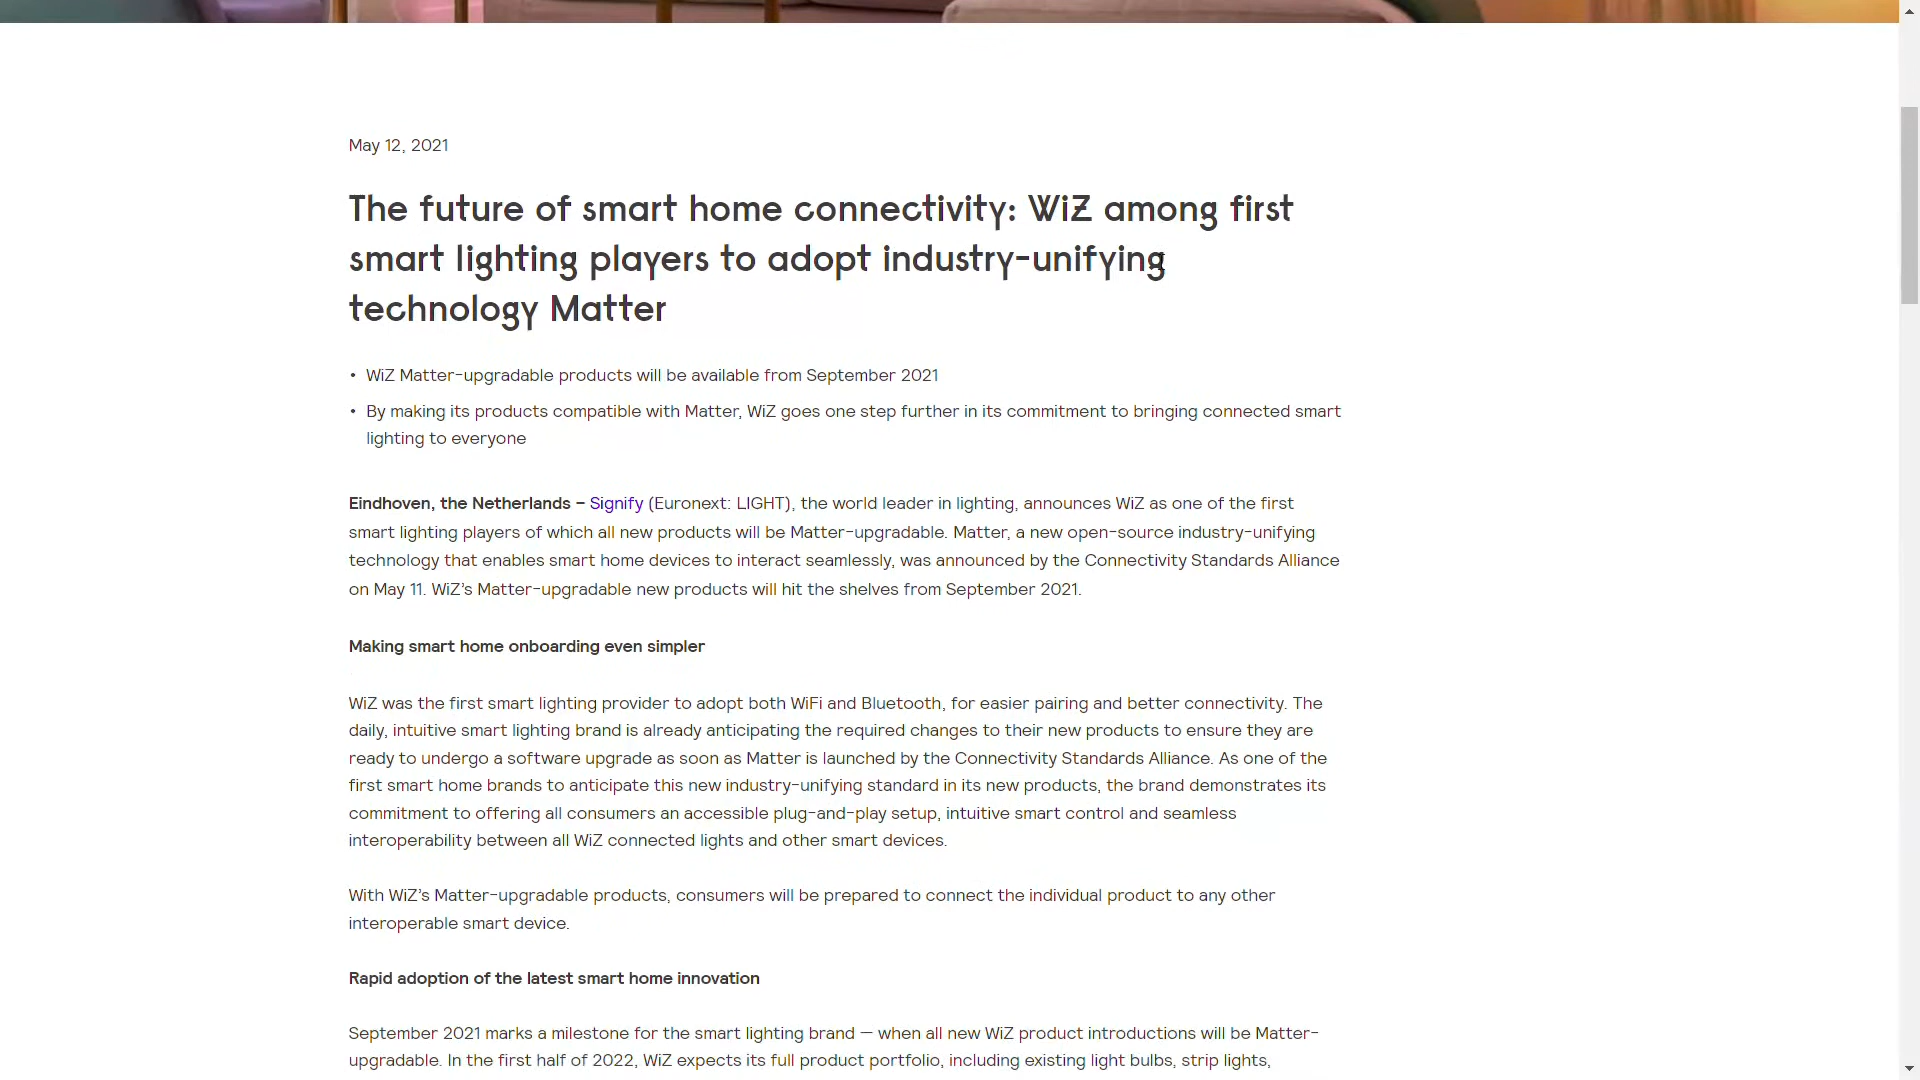 May 12, 2021
The future of smart home connectivity: WiZ among first
smart lighting players to adopt industry-unifying
technology Matter
• WiZ Matter-upgradable products will be available from September 2021
• By making its products compatible with Matter, WiZ goes one step further in its commitment to bringing connected smart
lighting to everyone
Eindhoven, the Netherlands – Signify (Euronext: LIGHT), the world leader in lighting, announces WiZ as one of the first
smart lighting players of which all new products will be Matter-upgradable. Matter, a new open-source industry-unifying
technology that enables smart home devices to interact seamlessly, was announced by the Connectivity Standards Alliance
on May 11. WiZ’s Matter-upgradable new products will hit the shelves from September 2021.
Making smart home onboarding even simpler
WiZ was the first smart lighting provider to adopt both WiFi and Bluetooth, for easier pairing and better connectivity. The
daily, intuitive smart lighting brand is already anticipating the required changes to their new products to ensure they are
ready to undergo a software upgrade as soon as Matter is launched by the Connectivity Standards Alliance. As one of the
first smart home brands to anticipate this new industry-unifying standard in its new products, the brand demonstrates its
commitment to offering all consumers an accessible plug-and-play setup, intuitive smart control and seamless
interoperability between all WiZ connected lights and other smart devices.
With WiZ’s Matter-upgradable products, consumers will be prepared to connect the individual product to any other
interoperable smart device.
Rapid adoption of the latest smart home innovation
September 2021 marks a milestone for the smart lighting brand — when all new WiZ product introductions will be Matter-
upgradable. In the first half of 2022, WiZ expects its full product portfolio, including existing light bulbs, strip lights,